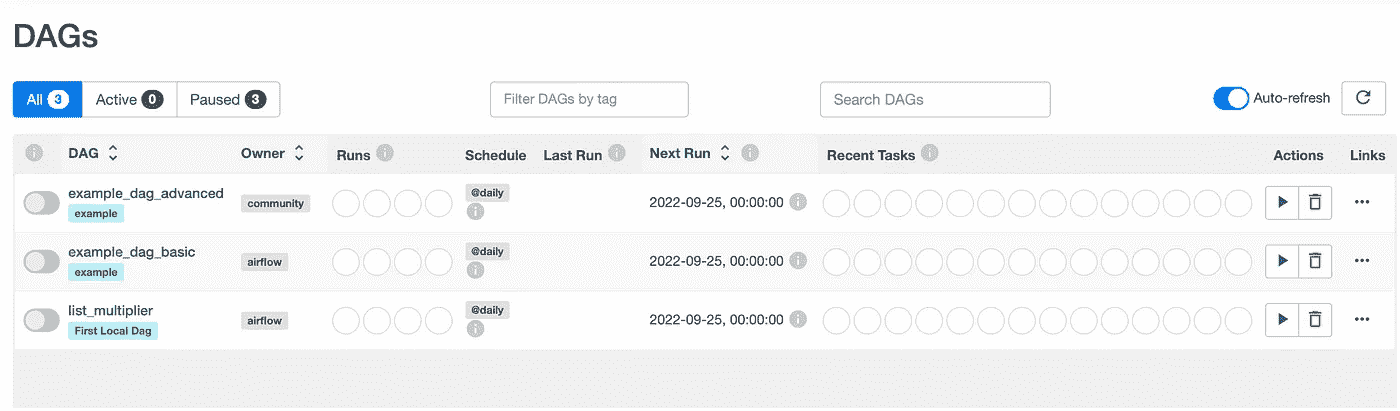 DAGs
All 3 Active 0 Paused 3 Filter DAGs by tag Search DAGs Auto-refresh
DAG Owner Runs Schedule Last Run Next Run Recent Tasks Actions Links
example_dag_advanced
example
community
@daily
2022-09-25, 00:00:00
example_dag_basic
example
airflow
@daily
2022-09-25, 00:00:00
list_multiplier
First Local Dag
airflow
@daily
2022-09-25, 00:00:00